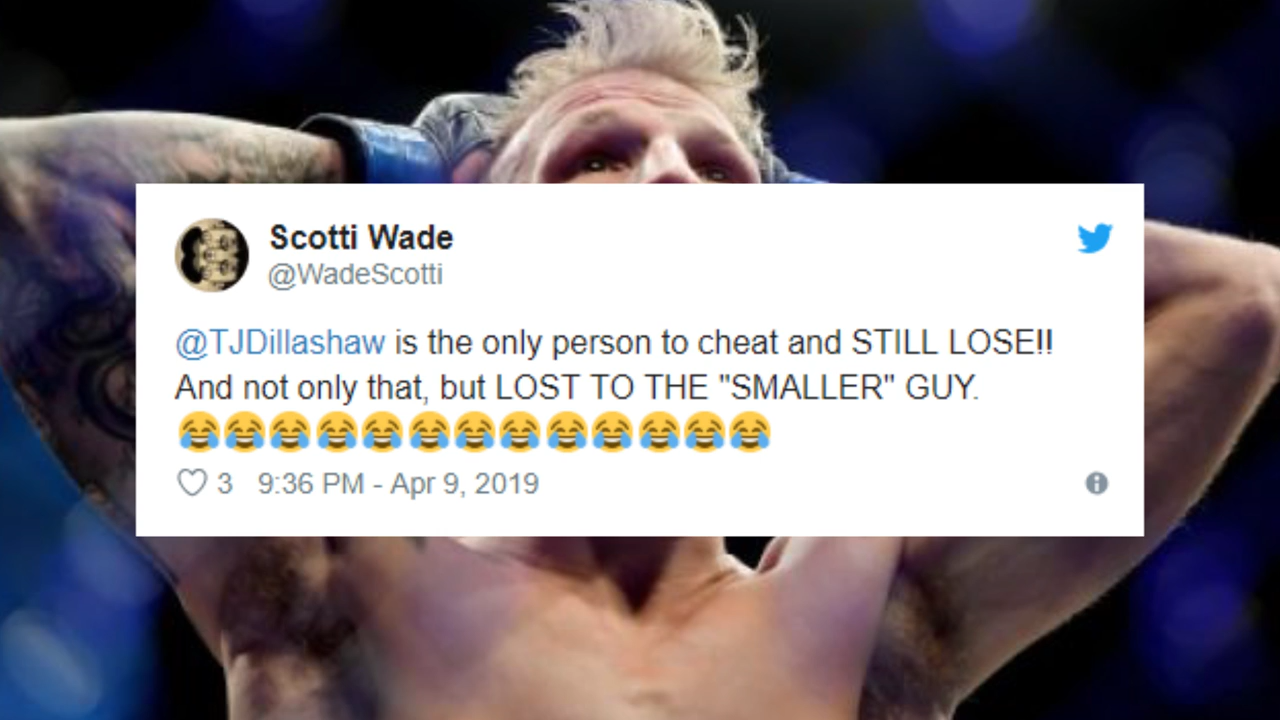 Scotti Wade
@WadeScotti
@TJDillashaw is the only person to cheat and STILL LOSE!!
And not only that, but LOST TO THE "SMALLER" GUY.
😂😂😂😂😂😂😂😂😂😂😂😂😂
3 9:36 PM - Apr 9, 2019